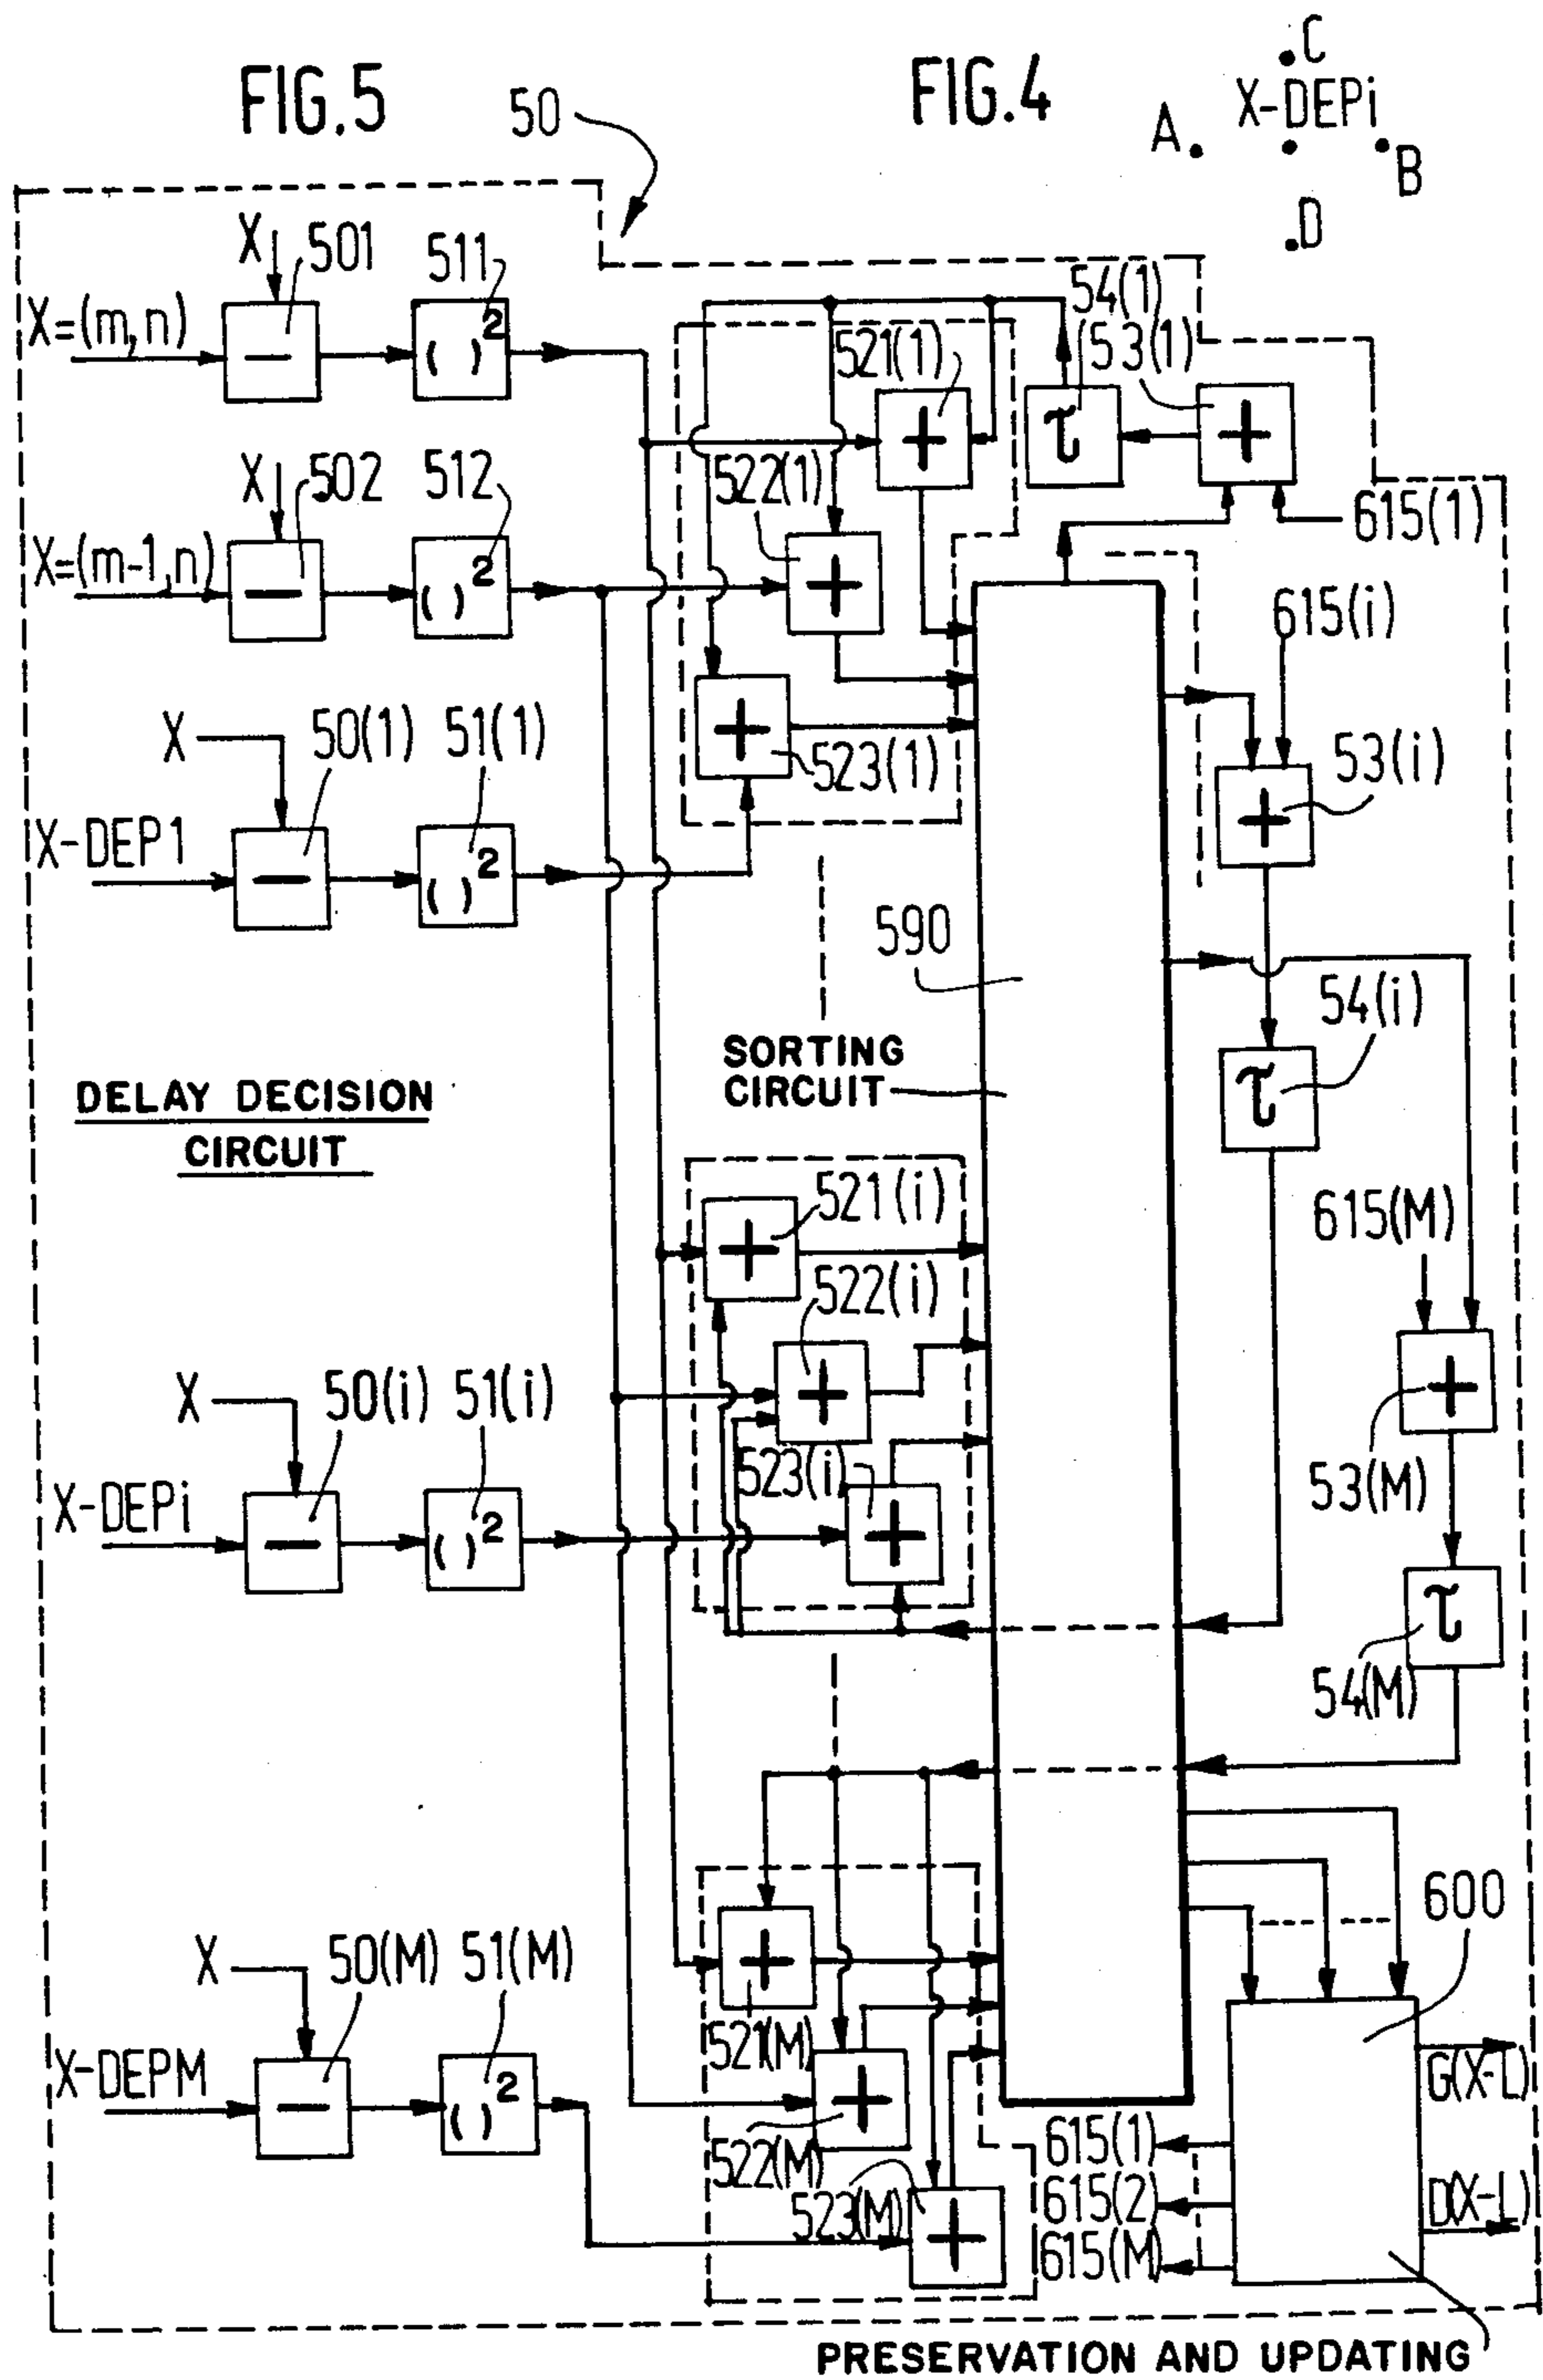 FIG.5
50
FIG.4
C
X-DEPi
A
B
D
X
501
511
X=(m,n)
−
( )²
54(1)
53(1)
521(1)
+
τ
+
X
502
512
522(1)
615(1)
X=(m-1,n)
−
( )²
+
615(i)
X
50(1)
51(1)
+
523(1)
53(i)
X-DEP1
−
( )²
+
590
54(i)
SORTING
CIRCUIT
τ
DELAY DECISION
CIRCUIT
521(i)
+
615(M)
522(i)
X
50(i)
51(i)
+
+
523(i)
53(M)
X-DEPi
−
( )²
+
τ
54(M)
600
X
50(M)
51(M)
+
521(M)
X-DEPM
−
( )²
+
G(X-L)
522(M)
615(1)
523(M)
615(2)
D(X-L)
+
615(M)
PRESERVATION AND UPDATING